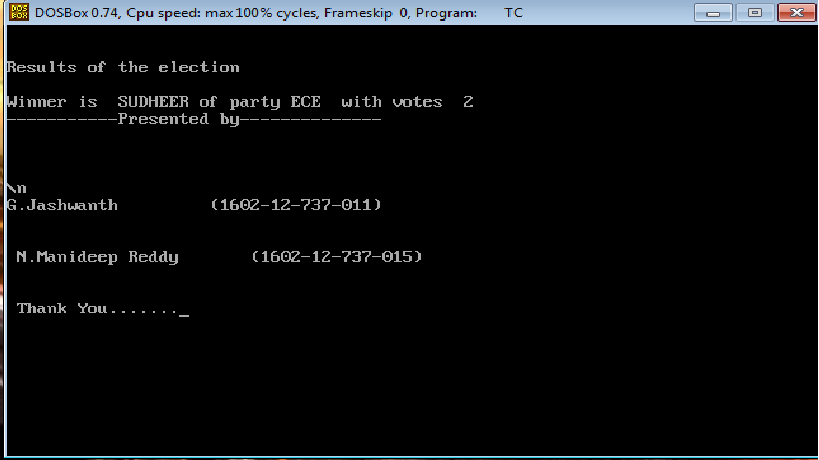 DOS BOX DOSBox 0.74, Cpu speed: max 100% cycles, Frameskip 0, Program: TC
Results of the election
Winner is  SUDHEER of party ECE  with votes  2
-----------Presented by--------------
\n
G.Jashwanth         (1602-12-737-011)
N.Manideep Reddy       (1602-12-737-015)
Thank You......._